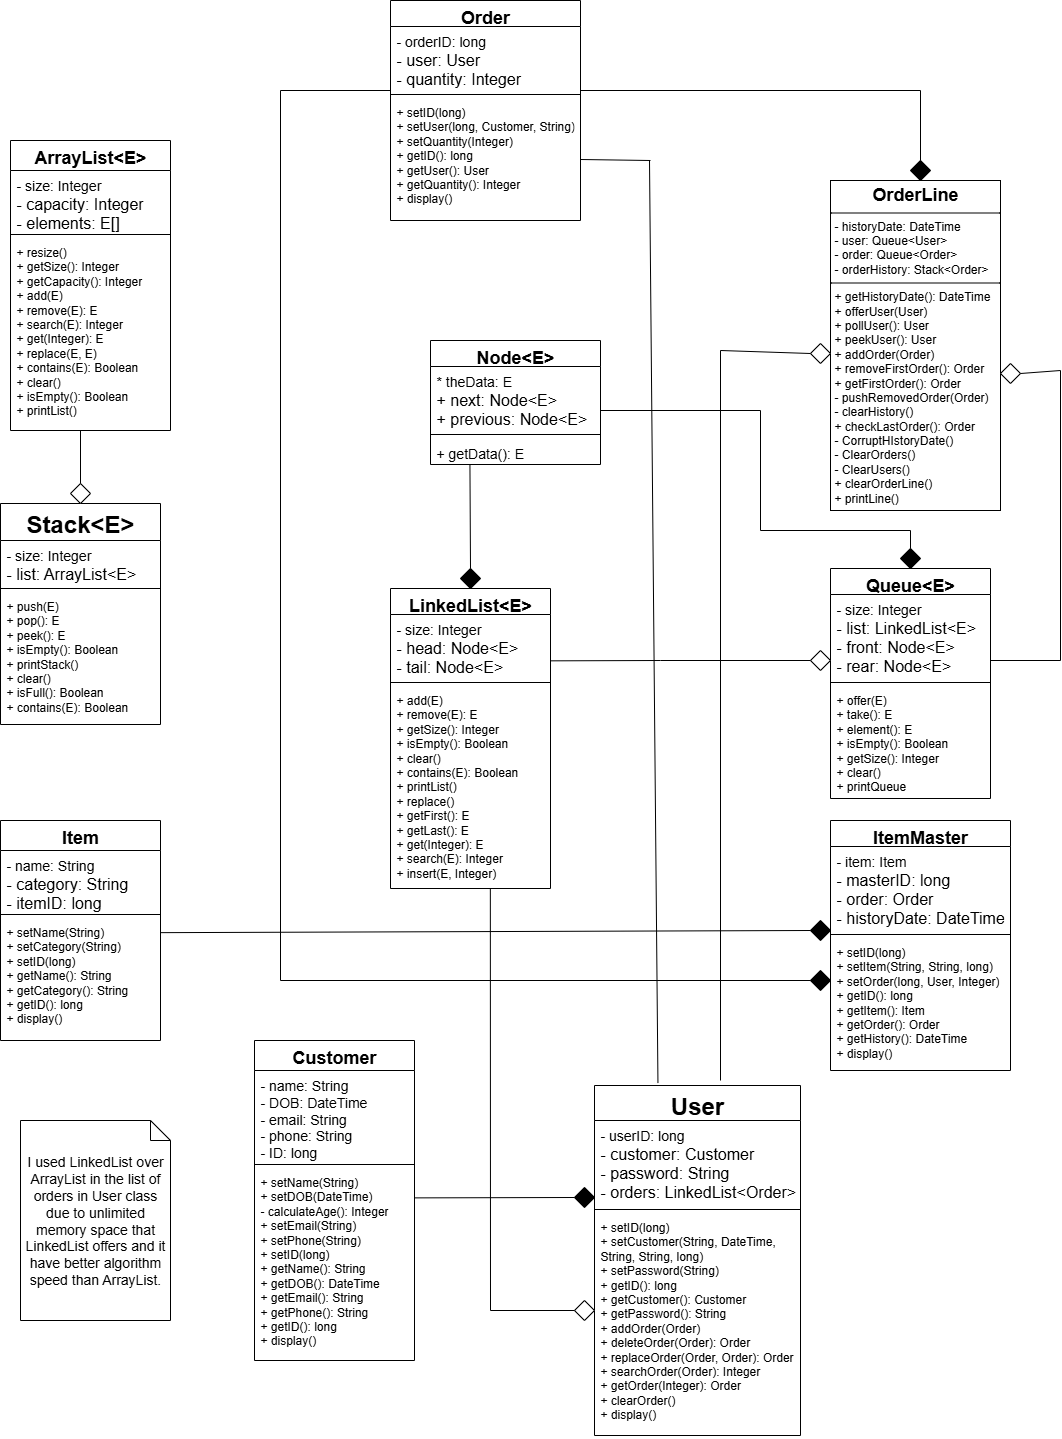 Order
- orderID: long
- user: User
- quantity: Integer
+ setID(long)
+ setUser(long, Customer, String)
+ setQuantity(Integer)
+ getID(): long
+ getUser(): User
+ getQuantity(): Integer
+ display()
ArrayList<E>
- size: Integer
- capacity: Integer
- elements: E[]
+ resize()
+ getSize(): Integer
+ getCapacity(): Integer
+ add(E)
+ remove(E): E
+ search(E): Integer
+ get(Integer): E
+ replace(E, E)
+ contains(E): Boolean
+ clear()
+ isEmpty(): Boolean
+ printList()
OrderLine
- historyDate: DateTime
- user: Queue<User>
- order: Queue<Order>
- orderHistory: Stack<Order>
+ getHistoryDate(): DateTime
+ offerUser(User)
+ pollUser(): User
+ peekUser(): User
+ addOrder(Order)
+ removeFirstOrder(): Order
+ getFirstOrder(): Order
- pushRemovedOrder(Order)
- clearHistory()
+ checkLastOrder(): Order
- CorruptHIstoryDate()
- ClearOrders()
- ClearUsers()
+ clearOrderLine()
+ printLine()
Node<E>
* theData: E
+ next: Node<E>
+ previous: Node<E>
+ getData(): E
Stack<E>
- size: Integer
- list: ArrayList<E>
+ push(E)
+ pop(): E
+ peek(): E
+ isEmpty(): Boolean
+ printStack()
+ clear()
+ isFull(): Boolean
+ contains(E): Boolean
LinkedList<E>
- size: Integer
- head: Node<E>
- tail: Node<E>
+ add(E)
+ remove(E): E
+ getSize(): Integer
+ isEmpty(): Boolean
+ clear()
+ contains(E): Boolean
+ printList()
+ replace()
+ getFirst(): E
+ getLast(): E
+ get(Integer): E
+ search(E): Integer
+ insert(E, Integer)
Queue<E>
- size: Integer
- list: LinkedList<E>
- front: Node<E>
- rear: Node<E>
+ offer(E)
+ take(): E
+ element(): E
+ isEmpty(): Boolean
+ getSize(): Integer
+ clear()
+ printQueue
Item
- name: String
- category: String
- itemID: long
+ setName(String)
+ setCategory(String)
+ setID(long)
+ getName(): String
+ getCategory(): String
+ getID(): long
+ display()
ItemMaster
- item: Item
- masterID: long
- order: Order
- historyDate: DateTime
+ setID(long)
+ setItem(String, String, long)
+ setOrder(long, User, Integer)
+ getID(): long
+ getItem(): Item
+ getOrder(): Order
+ getHistory(): DateTime
+ display()
Customer
- name: String
- DOB: DateTime
- email: String
- phone: String
- ID: long
+ setName(String)
+ setDOB(DateTime)
- calculateAge(): Integer
+ setEmail(String)
+ setPhone(String)
+ setID(long)
+ getName(): String
+ getDOB(): DateTime
+ getEmail(): String
+ getPhone(): String
+ getID(): long
+ display()
User
- userID: long
- customer: Customer
- password: String
- orders: LinkedList<Order>
+ setID(long)
+ setCustomer(String, DateTime,
String, String, long)
+ setPassword(String)
+ getID(): long
+ getCustomer(): Customer
+ getPassword(): String
+ addOrder(Order)
+ deleteOrder(Order): Order
+ replaceOrder(Order, Order): Order
+ searchOrder(Order): Integer
+ getOrder(Integer): Order
+ clearOrder()
+ display()
I used LinkedList over
ArrayList in the list of
orders in User class
due to unlimited
memory space that
LinkedList offers and it
have better algorithm
speed than ArrayList.